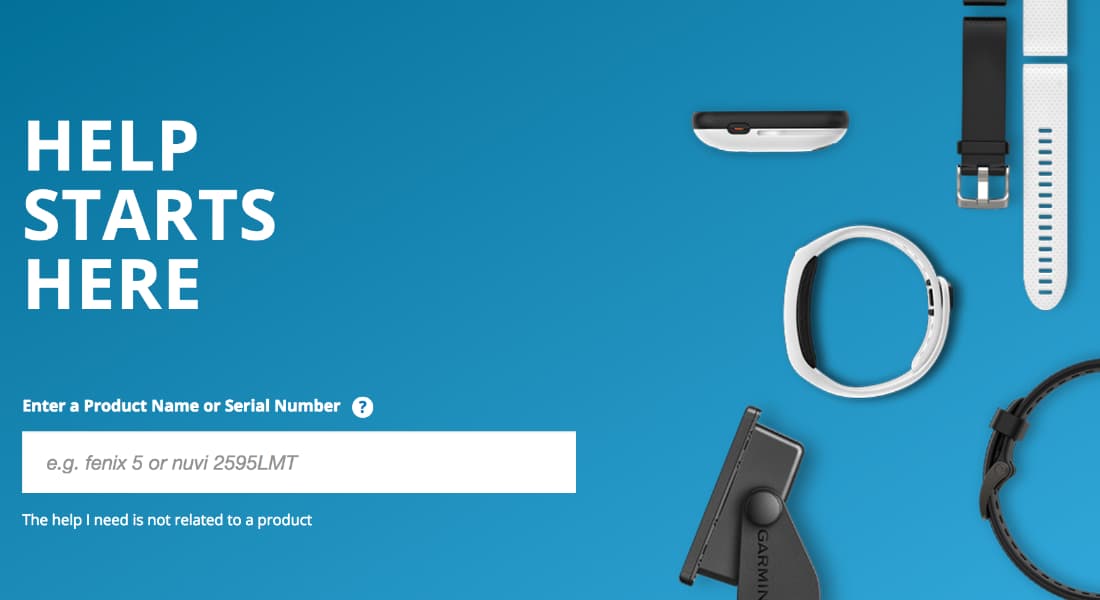 HELP
STARTS
HERE
Enter a Product Name or Serial Number ?
e.g. fenix 5 or nuvi 2595LMT
The help I need is not related to a product
GARMIN